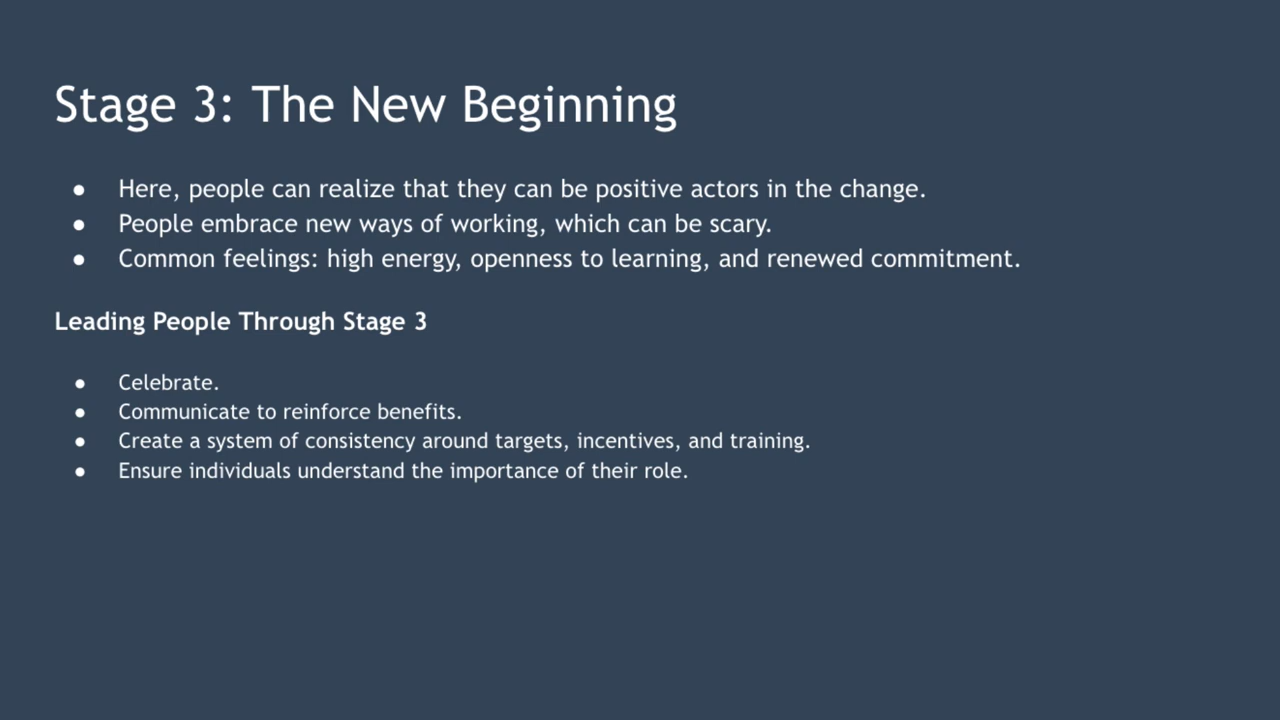 Stage 3: The New Beginning
● Here, people can realize that they can be positive actors in the change.
● People embrace new ways of working, which can be scary.
● Common feelings: high energy, openness to learning, and renewed commitment.
Leading People Through Stage 3
● Celebrate.
● Communicate to reinforce benefits.
● Create a system of consistency around targets, incentives, and training.
● Ensure individuals understand the importance of their role.